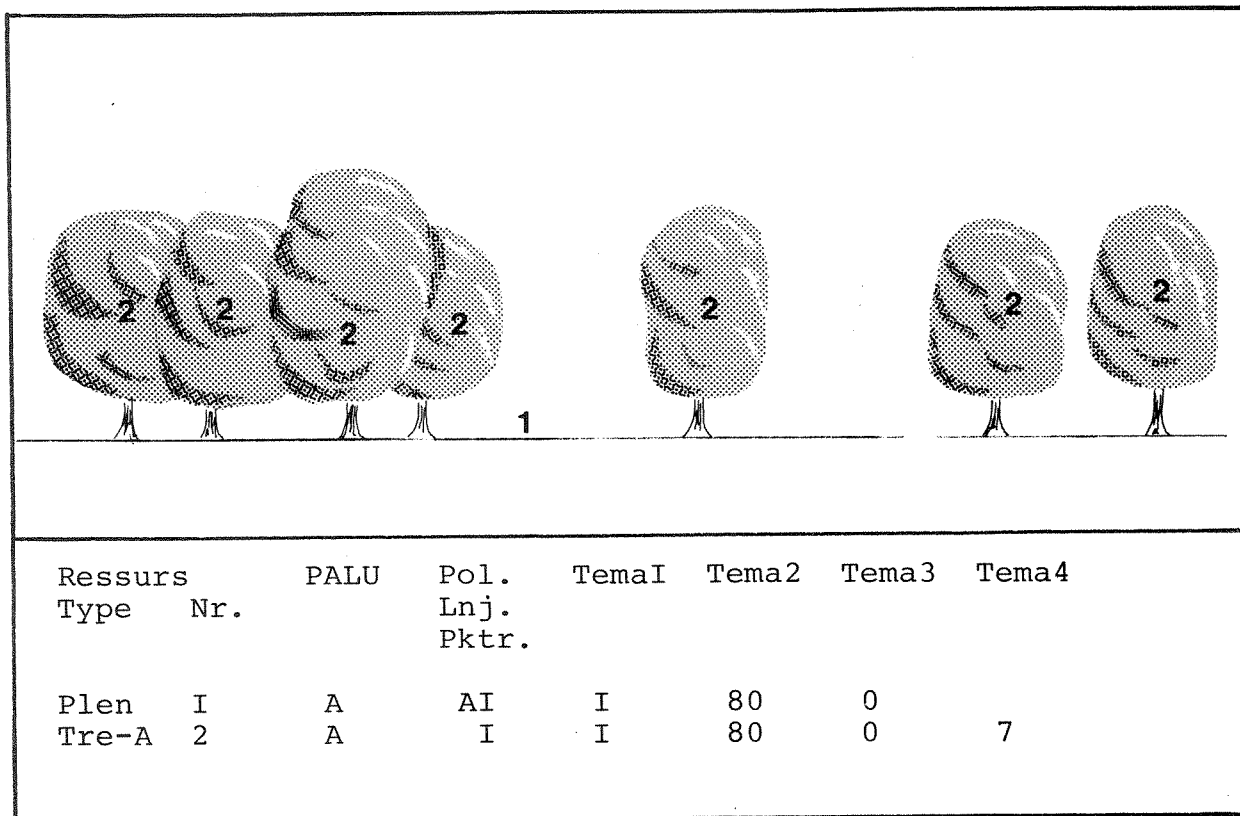 2 2 2 2 2 2 2
1
Ressurs PALU Pol. TemaI Tema2 Tema3 Tema4
Type Nr. Lnj.
Pktr.
Plen I A AI I 80 0
Tre-A 2 A I I 80 0 7